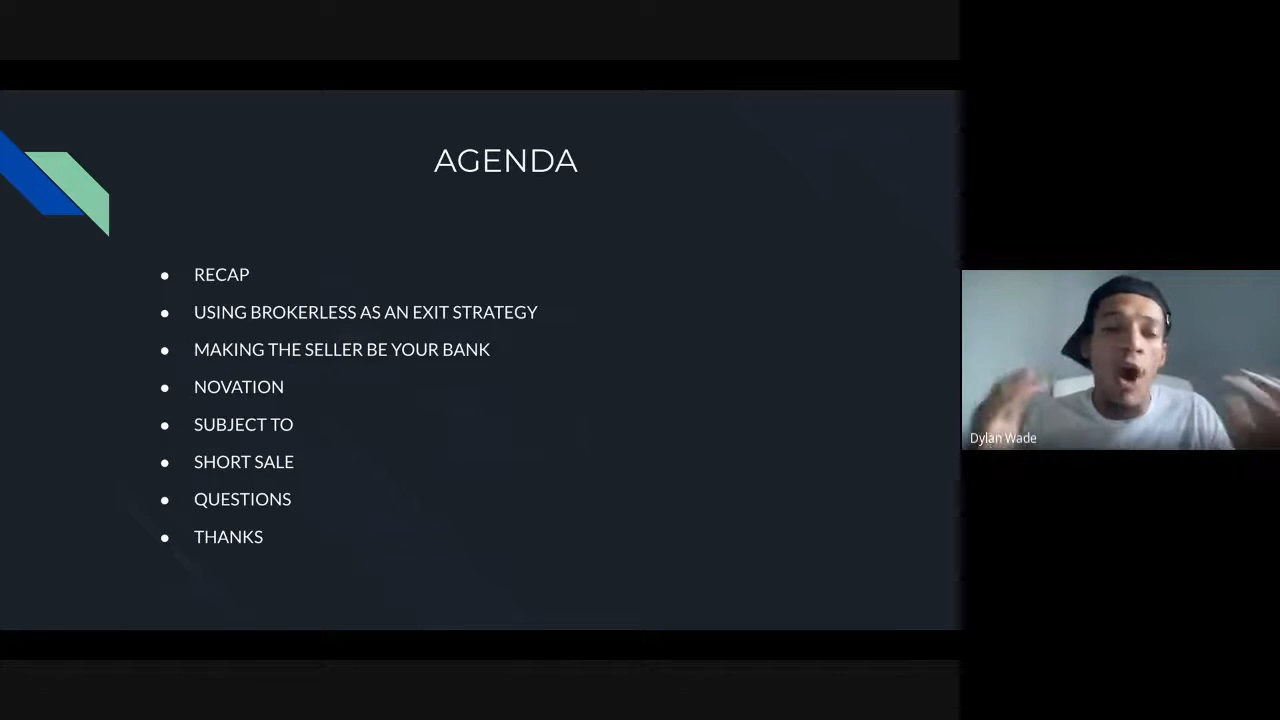 AGENDA
● RECAP
● USING BROKERLESS AS AN EXIT STRATEGY
● MAKING THE SELLER BE YOUR BANK
● NOVATION
● SUBJECT TO
● SHORT SALE
● QUESTIONS
● THANKS
Dylan Wade